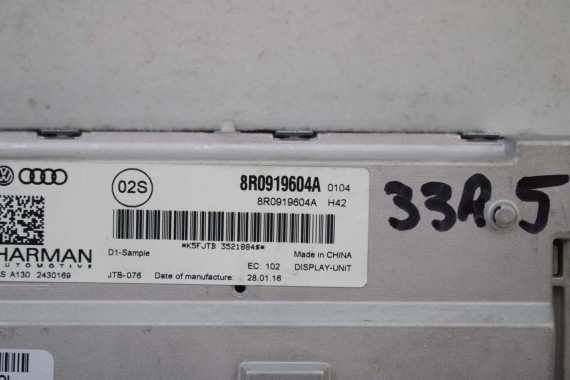 02S
8R0919604A 0104
8R0919604A H42
*K5FJTB 3521884$*
HARMAN
AUTOMOTIVE
D1-Sample
Made in CHINA
EC: 102 DISPLAY-UNIT
A130 2430169
JTB-076 Date of manufacture: 28.01.16
33A 5